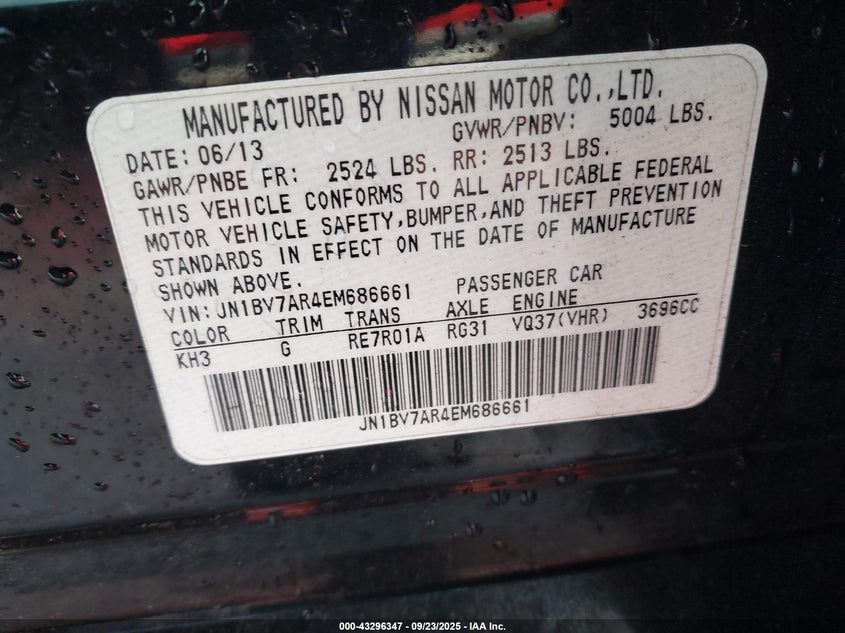 MANUFACTURED BY NISSAN MOTOR CO.,LTD.
DATE: 06/13 GVWR/PNBV: 5004 LBS.
GAWR/PNBE FR: 2524 LBS. RR: 2513 LBS.
THIS VEHICLE CONFORMS TO ALL APPLICABLE FEDERAL
MOTOR VEHICLE SAFETY,BUMPER,AND THEFT PREVENTION
STANDARDS IN EFFECT ON THE DATE OF MANUFACTURE
SHOWN ABOVE.
VIN: JN1BV7AR4EM686661 PASSENGER CAR
COLOR TRIM TRANS AXLE ENGINE
KH3 G RE7R01A RG31 VQ37(VHR) 3696CC
JN1BV7AR4EM686661
000-43296347 - 09/23/2025 - IAA Inc.